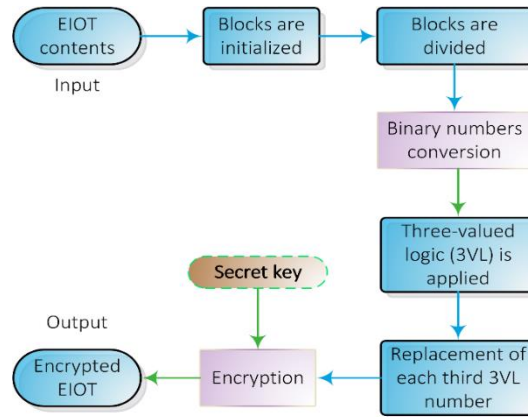 EIOT
contents
Input
Blocks are
initialized
Blocks are
divided
Binary numbers
conversion
Three-valued
logic (3VL) is
applied
Replacement of
each third 3VL
number
Secret key
Encryption
Output
Encrypted
EIOT